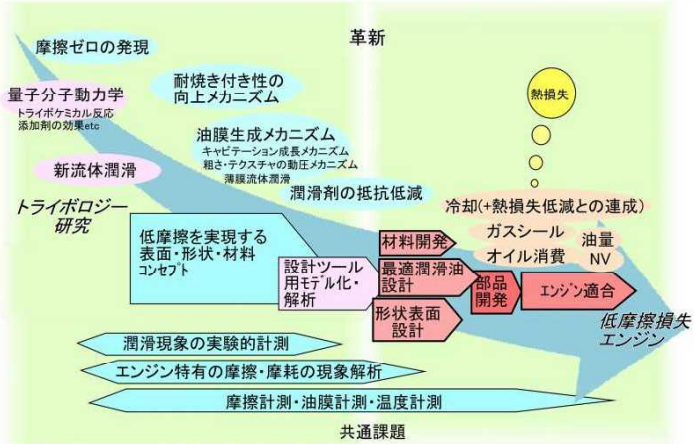 革新
摩擦ゼロの発現
量子分子動力学
トライボケミカル反応
添加剤の効果etc
耐焼き付き性の
向上メカニズム
熱損失
油膜生成メカニズム
キャビテーション成長メカニズム
粗さ・テクスチャの動圧メカニズム
薄膜流体潤滑
新流体潤滑
潤滑剤の抵抗低減
トライボロジー
研究
冷却(+熱損失低減との連成)
ガスシール
オイル消費
油量
NV
低摩擦を実現する
表面・形状・材料
コンセプト
設計ツール
用モデル化・
解析
材料開発
最適潤滑油
設計
形状表面
設計
部品
開発
エンジン適合
低摩擦損失
エンジン
潤滑現象の実験的計測
エンジン特有の摩擦・摩耗の現象解析
摩擦計測・油膜計測・温度計測
共通課題